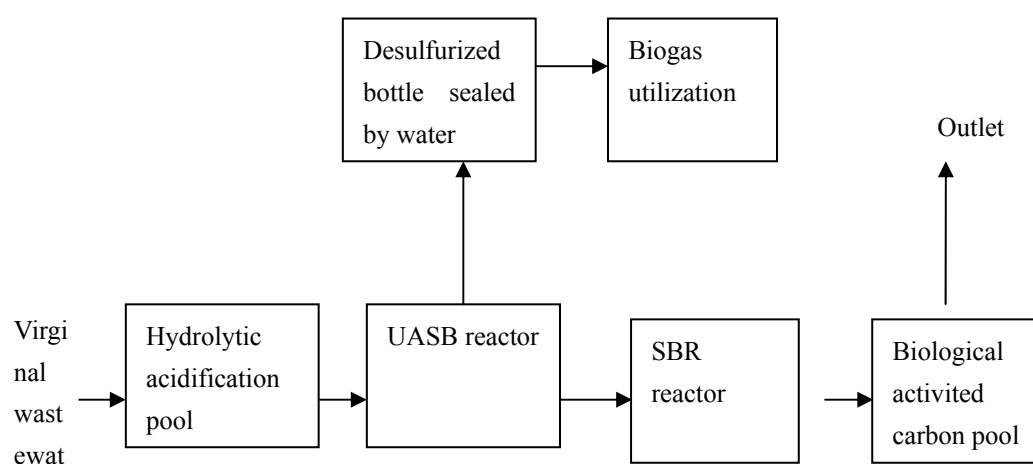 Desulfurized
bottle sealed
by water
Biogas
utilization
Outlet
Virgi
nal
wast
ewat
Hydrolytic
acidification
pool
UASB reactor
SBR
reactor
Biological
activited
carbon pool